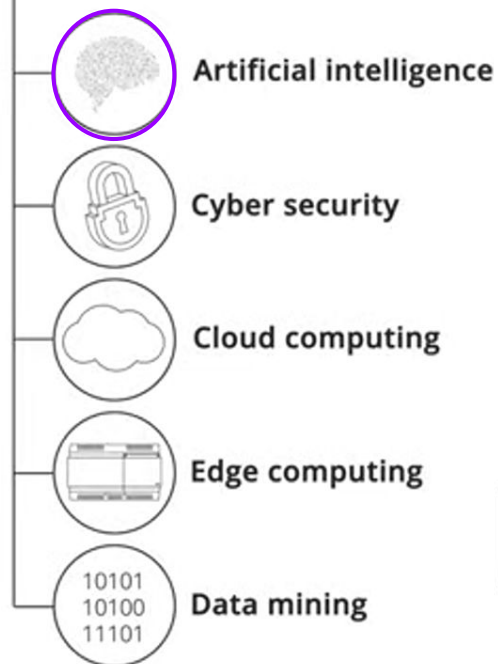 Artificial intelligence
Cyber security
Cloud computing
Edge computing
10101
10100
11101
Data mining